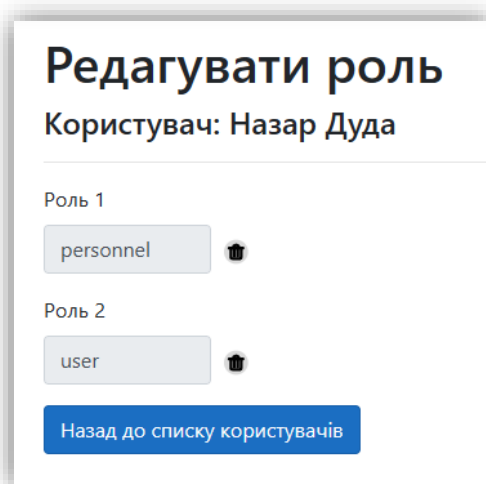 Редагувати роль
Користувач: Назар Дуда
Роль 1
personnel
Роль 2
user
Назад до списку користувачів